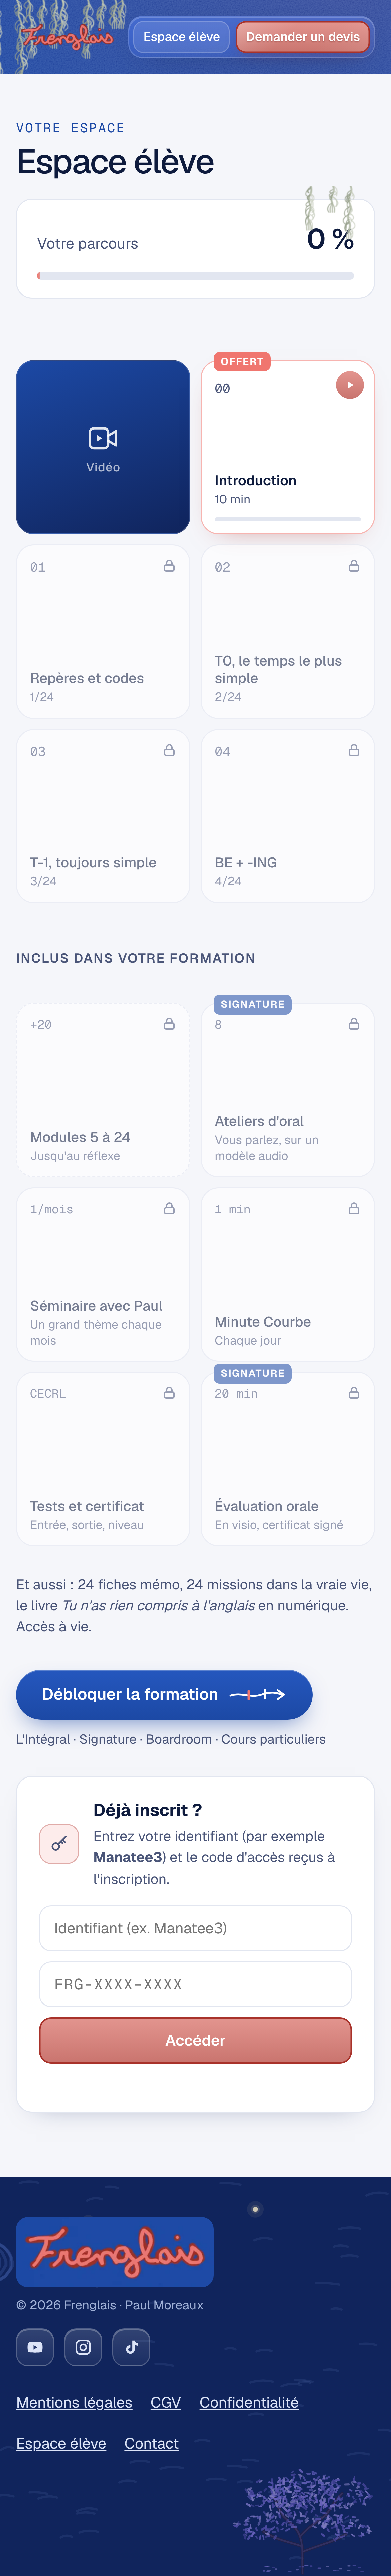 Frenglais
Espace élève
Demander un devis
VOTRE ESPACE
Espace élève
Votre parcours
0 %
Vidéo
OFFERT
00
Introduction
10 min
01
Repères et codes
1/24
02
T0, le temps le plus
simple
2/24
03
T-1, toujours simple
3/24
04
BE + -ING
4/24
INCLUS DANS VOTRE FORMATION
+20
Modules 5 à 24
Jusqu'au réflexe
SIGNATURE
8
Ateliers d'oral
Vous parlez, sur un
modèle audio
1/mois
Séminaire avec Paul
Un grand thème chaque
mois
1 min
Minute Courbe
Chaque jour
CECRL
Tests et certificat
Entrée, sortie, niveau
SIGNATURE
20 min
Évaluation orale
En visio, certificat signé
Et aussi : 24 fiches mémo, 24 missions dans la vraie vie,
le livre Tu n'as rien compris à l'anglais en numérique.
Accès à vie.
Débloquer la formation
L'Intégral · Signature · Boardroom · Cours particuliers
Déjà inscrit ?
Entrez votre identifiant (par exemple
Manatee3) et le code d'accès reçus à
l'inscription.
Identifiant (ex. Manatee3)
FRG-XXXX-XXXX
Accéder
Frenglais
© 2026 Frenglais · Paul Moreaux
Mentions légales
CGV
Confidentialité
Espace élève
Contact